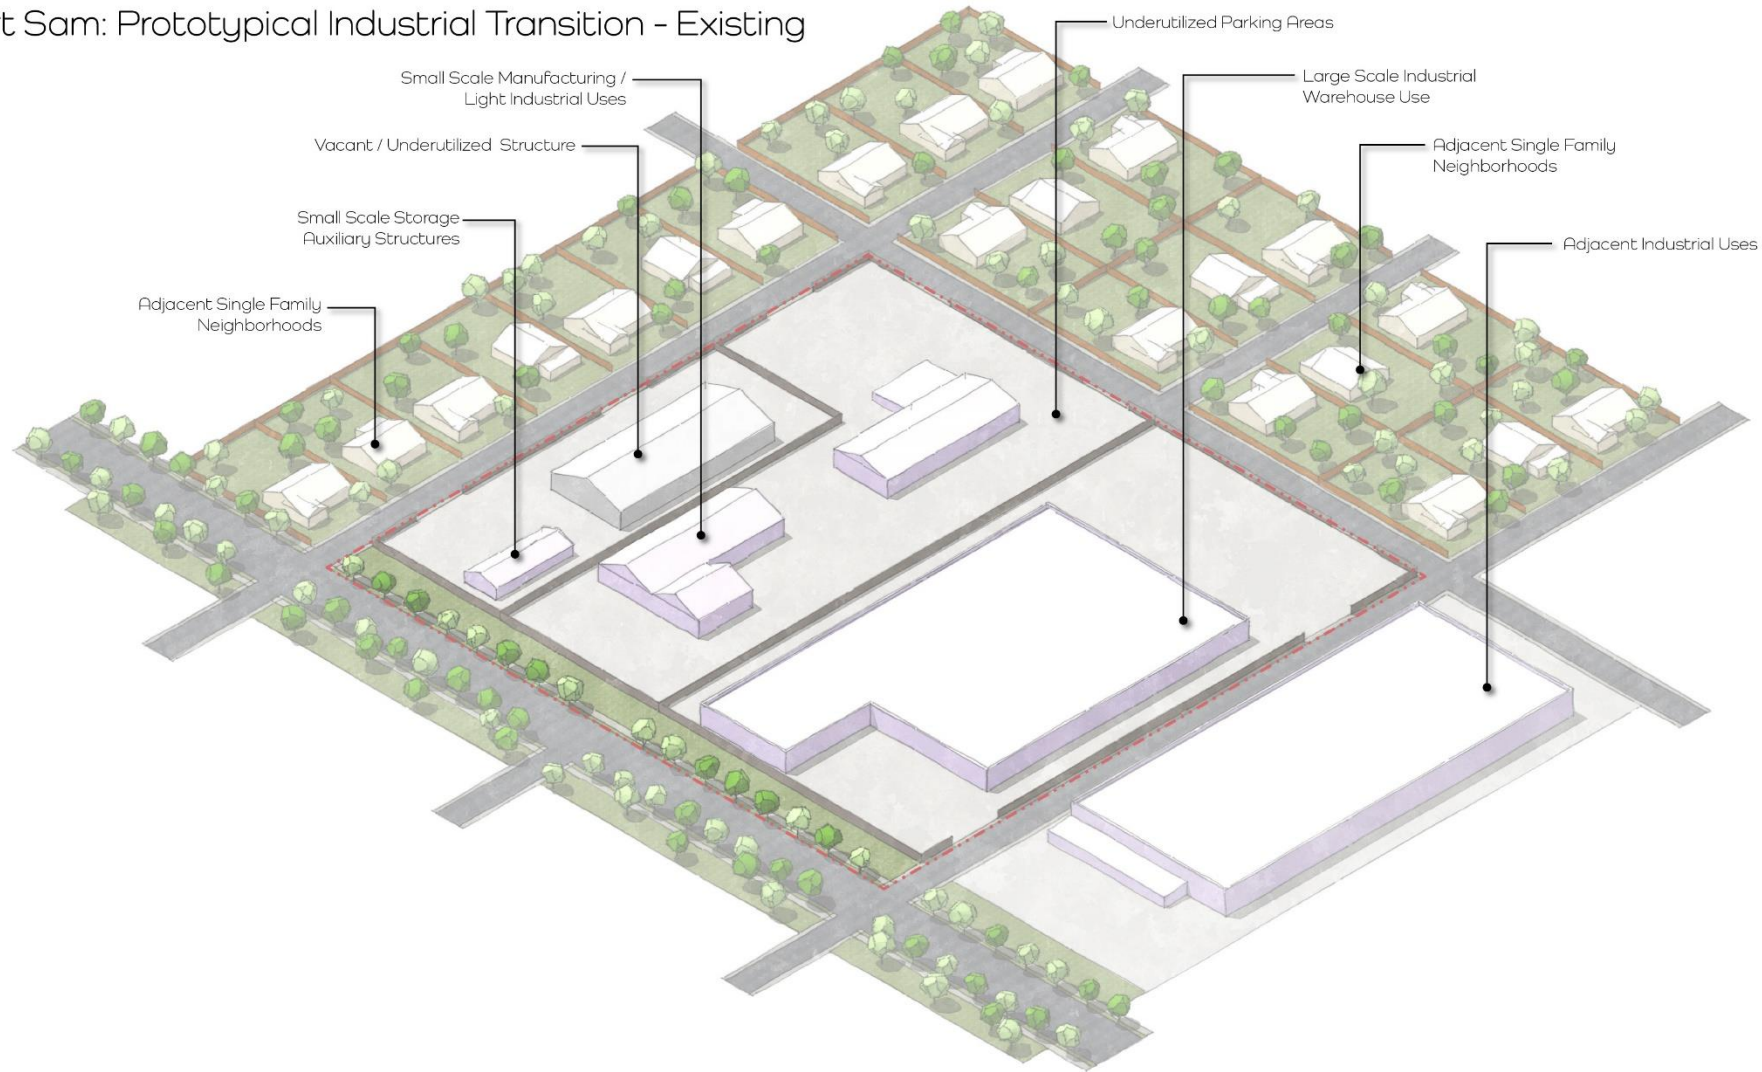 t Sam: Prototypical Industrial Transition - Existing
Underutilized Parking Areas
Small Scale Manufacturing /
Light Industrial Uses
Large Scale Industrial
Warehouse Use
Vacant / Underutilized Structure
Adjacent Single Family
Neighborhoods
Small Scale Storage
Auxiliary Structures
Adjacent Industrial Uses
Adjacent Single Family
Neighborhoods